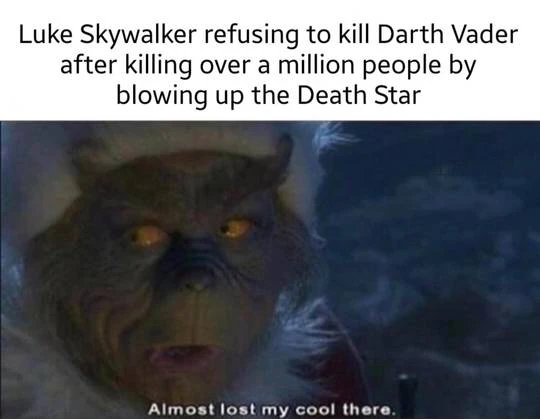 Luke Skywalker refusing to kill Darth Vader
after killing over a million people by
blowing up the Death Star
Almost lost my cool there.